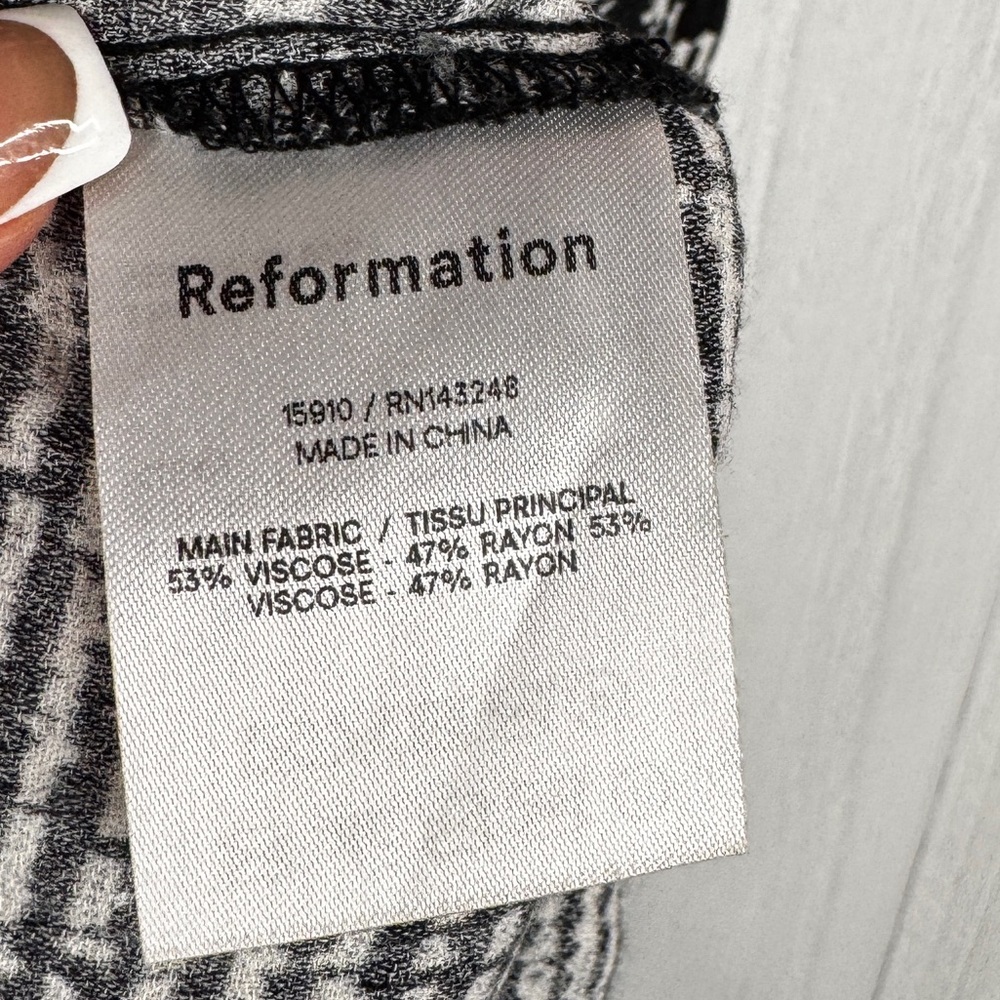 Reformation
15910 / RN143248
MADE IN CHINA
MAIN FABRIC / TISSU PRINCIPAL
53% VISCOSE - 47% RAYON 53%
VISCOSE - 47% RAYON